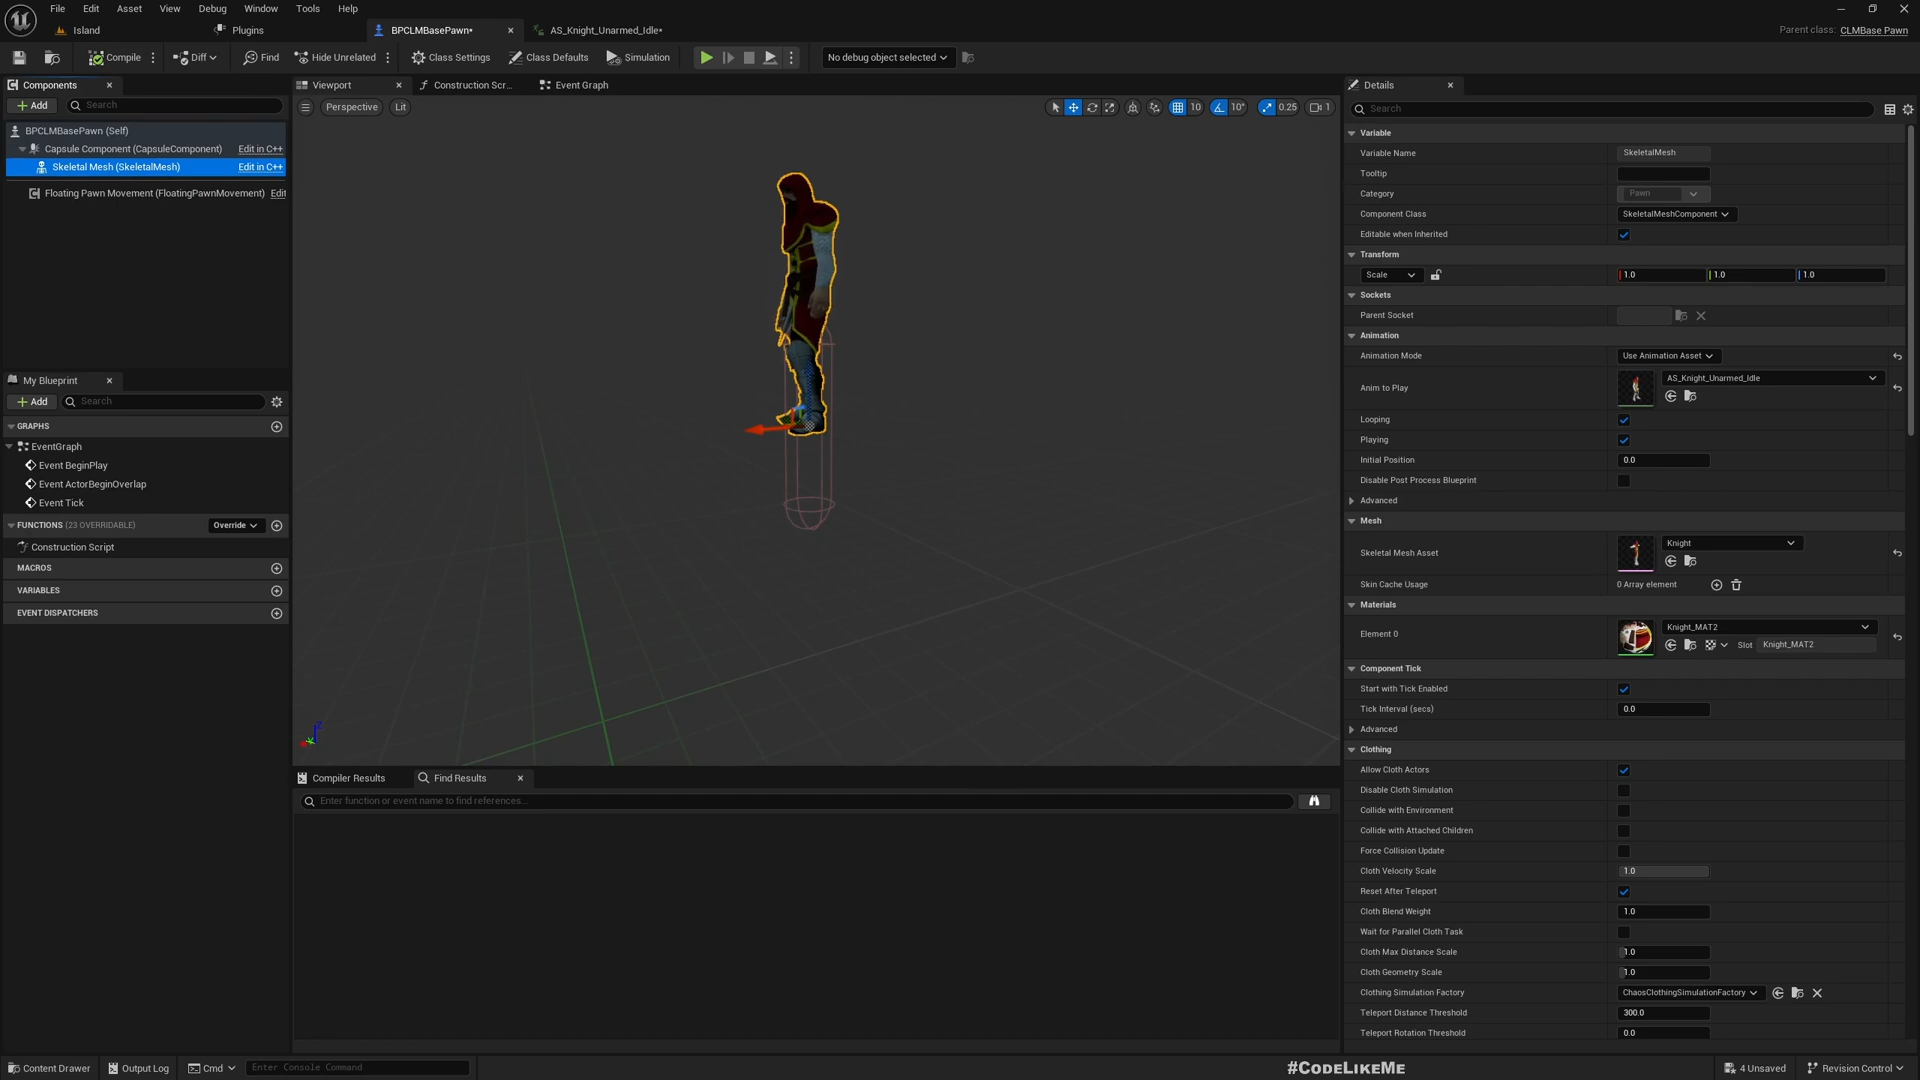 File Edit Asset View Debug Window Tools Help
Island Plugins BPCLMBasePawn* AS_Knight_Unarmed_Idle* Parent class: CLMBase Pawn
Compile Diff Find Hide Unrelated Class Settings Class Defaults Simulation No debug object selected
Components
Add Search
BPCLMBasePawn (Self)
Capsule Component (CapsuleComponent) Edit in C++
Skeletal Mesh (SkeletalMesh) Edit in C++
Floating Pawn Movement (FloatingPawnMovement) Edit
My Blueprint
Add Search
GRAPHS
EventGraph
Event BeginPlay
Event ActorBeginOverlap
Event Tick
FUNCTIONS (23 OVERRIDABLE) Override
Construction Script
MACROS
VARIABLES
EVENT DISPATCHERS
Viewport Construction Scr... Event Graph
Perspective Lit 10 10° 0.25 1
Z
Compiler Results Find Results
Enter function or event name to find references...
Details
Search
Variable
Variable Name SkeletalMesh
Tooltip
Category Pawn
Component Class SkeletalMeshComponent
Editable when Inherited
Transform
Scale 1.0 1.0 1.0
Sockets
Parent Socket
Animation
Animation Mode Use Animation Asset
Anim to Play AS_Knight_Unarmed_Idle
Looping
Playing
Initial Position 0.0
Disable Post Process Blueprint
Advanced
Mesh
Skeletal Mesh Asset Knight
Skin Cache Usage 0 Array element
Materials
Element 0 Knight_MAT2
Slot Knight_MAT2
Component Tick
Start with Tick Enabled
Tick Interval (secs) 0.0
Advanced
Clothing
Allow Cloth Actors
Disable Cloth Simulation
Collide with Environment
Collide with Attached Children
Force Collision Update
Cloth Velocity Scale 1.0
Reset After Teleport
Cloth Blend Weight 1.0
Wait for Parallel Cloth Task
Cloth Max Distance Scale 1.0
Cloth Geometry Scale 1.0
Clothing Simulation Factory ChaosClothingSimulationFactory
Teleport Distance Threshold 300.0
Teleport Rotation Threshold 0.0
Content Drawer Output Log Cmd Enter Console Command #CODELIKEME 4 Unsaved Revision Control